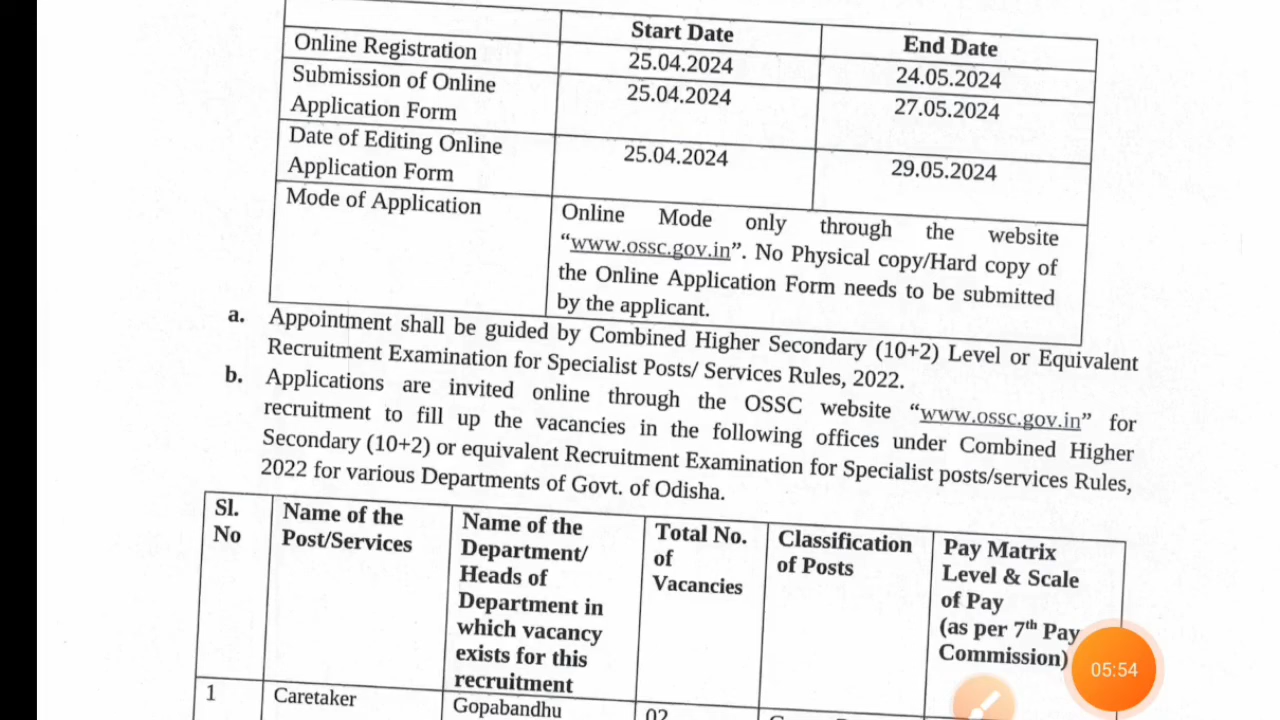 Start Date End Date
Online Registration 25.04.2024 24.05.2024
Submission of Online
Application Form 25.04.2024 27.05.2024
Date of Editing Online
Application Form 25.04.2024 29.05.2024
Mode of Application Online Mode only through the website
“www.ossc.gov.in”. No Physical copy/Hard copy of
the Online Application Form needs to be submitted
by the applicant.
a. Appointment shall be guided by Combined Higher Secondary (10+2) Level or Equivalent
Recruitment Examination for Specialist Posts/ Services Rules, 2022.
b. Applications are invited online through the OSSC website “www.ossc.gov.in” for
recruitment to fill up the vacancies in the following offices under Combined Higher
Secondary (10+2) or equivalent Recruitment Examination for Specialist posts/services Rules,
2022 for various Departments of Govt. of Odisha.
Sl.
No
Name of the
Post/Services
Name of the
Department/
Heads of
Department in
which vacancy
exists for this
recruitment
Total No.
of
Vacancies
Classification
of Posts
Pay Matrix
Level & Scale
of Pay
(as per 7th Pay
Commission)
05:54
1 Caretaker Gopabandhu 02